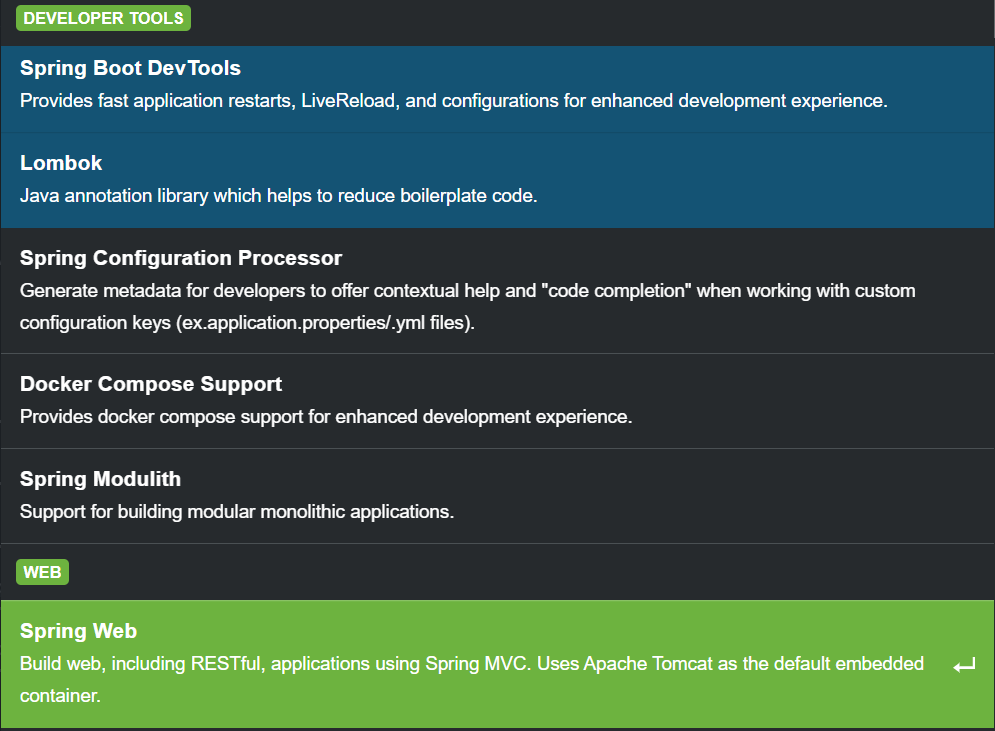 DEVELOPER TOOLS
Spring Boot DevTools
Provides fast application restarts, LiveReload, and configurations for enhanced development experience.
Lombok
Java annotation library which helps to reduce boilerplate code.
Spring Configuration Processor
Generate metadata for developers to offer contextual help and "code completion" when working with custom
configuration keys (ex.application.properties/.yml files).
Docker Compose Support
Provides docker compose support for enhanced development experience.
Spring Modulith
Support for building modular monolithic applications.
WEB
Spring Web
Build web, including RESTful, applications using Spring MVC. Uses Apache Tomcat as the default embedded
container.